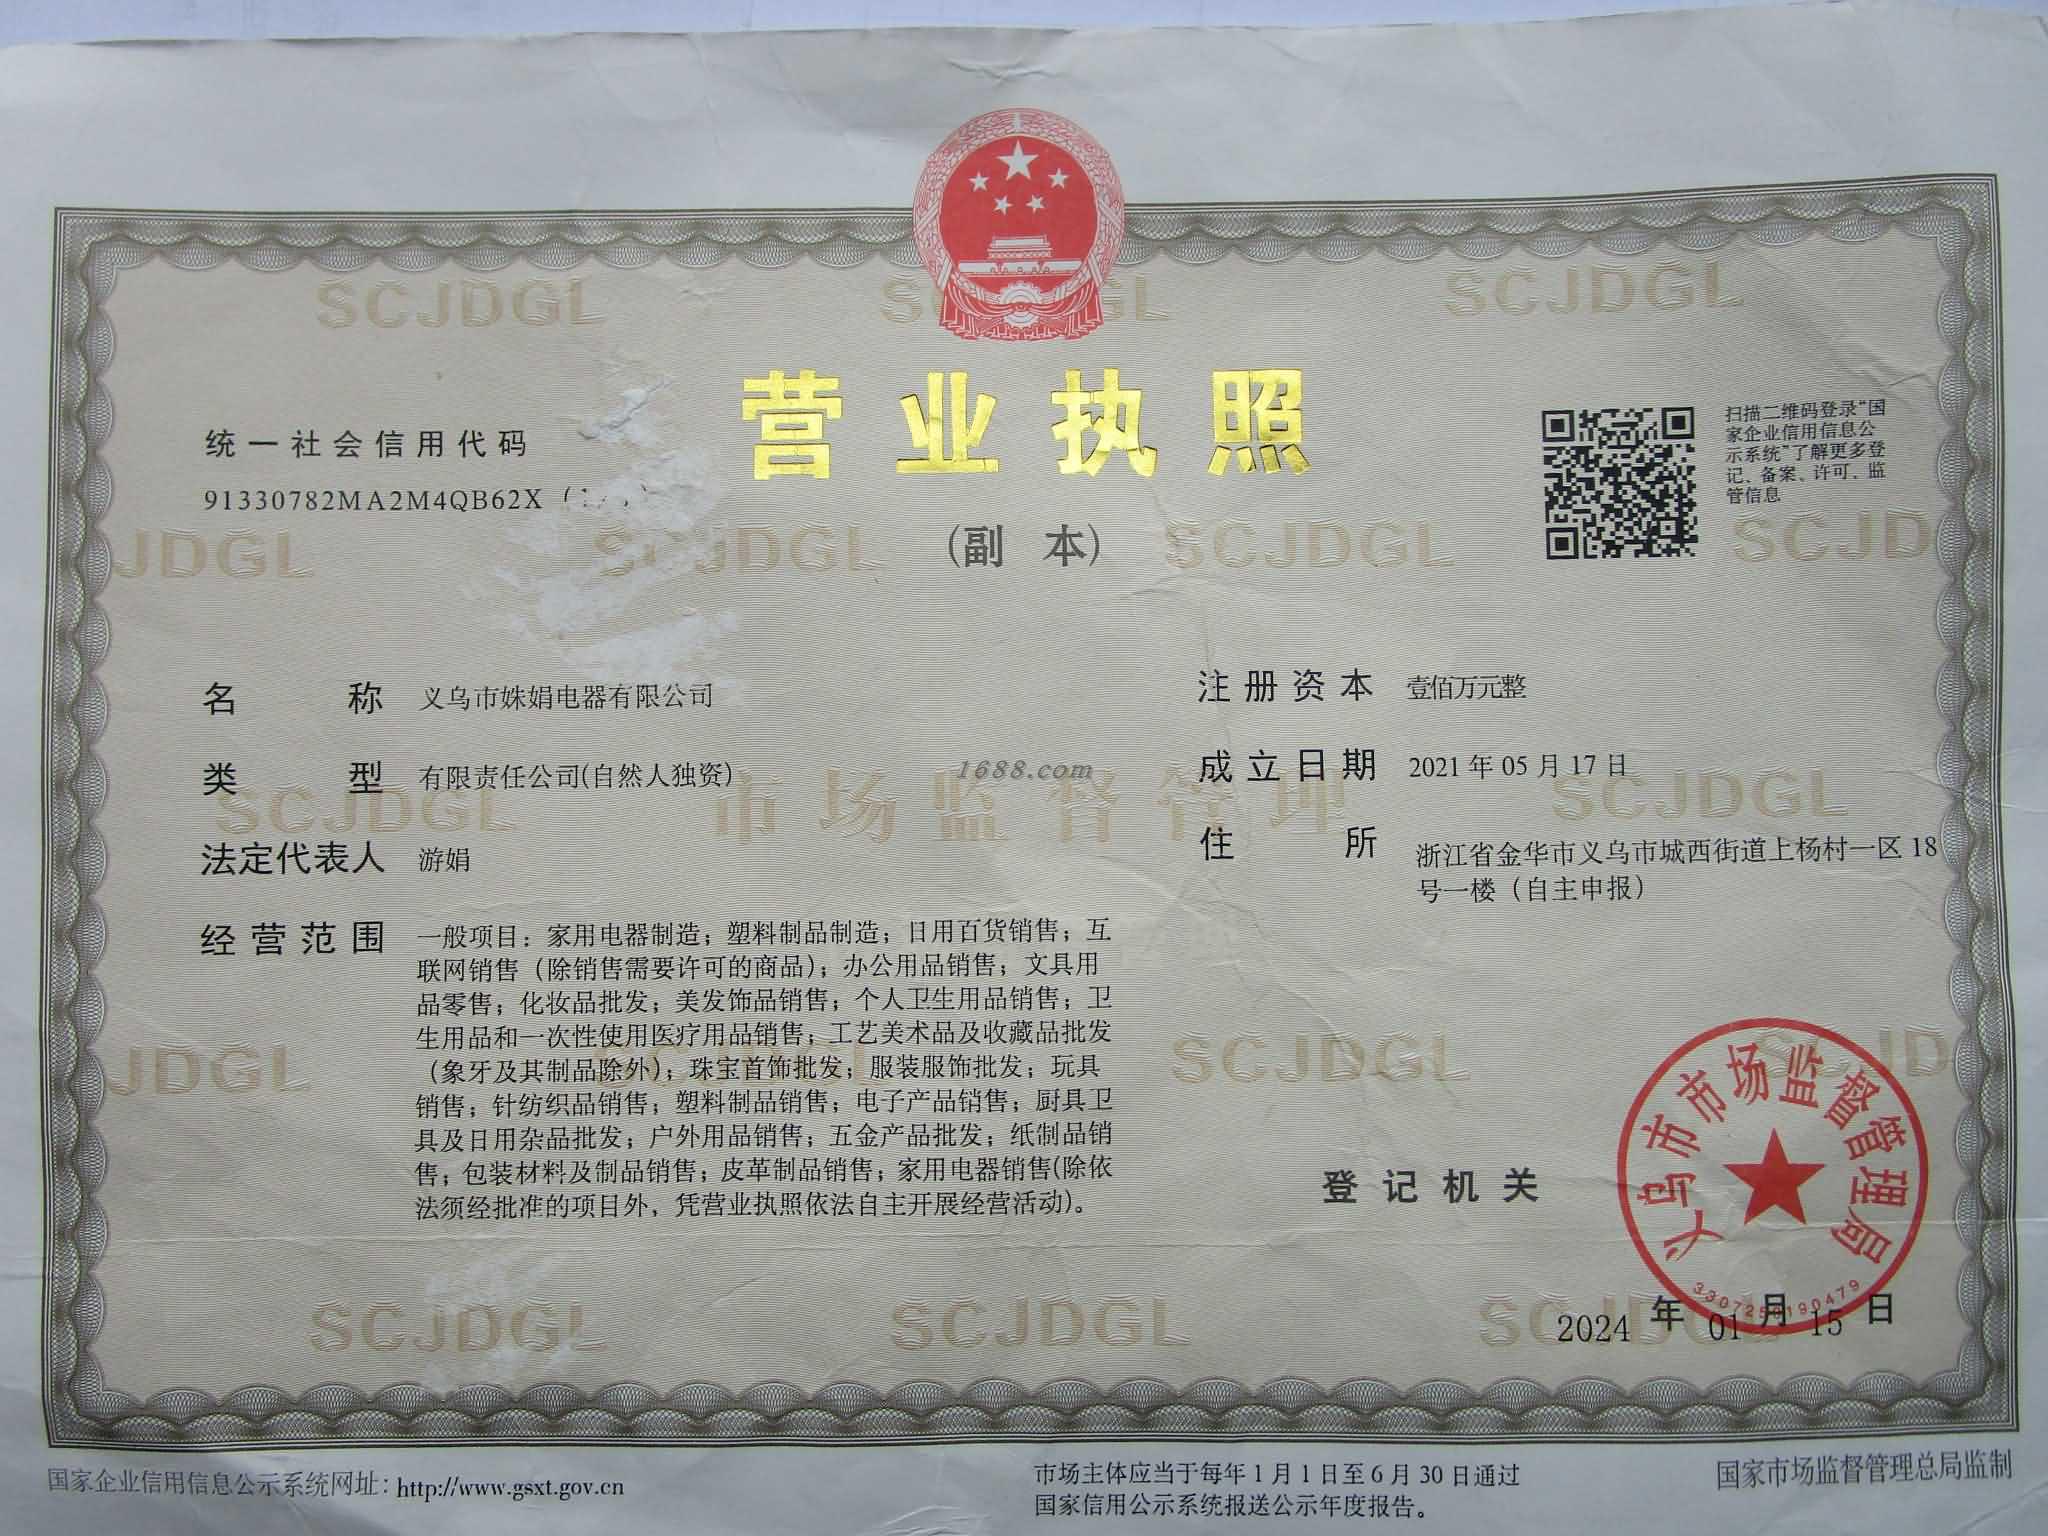 SCJDGL
SCJDGL
营业执照
(副 本)
统一社会信用代码
91330782MA2M4QB62X
扫描二维码登录“国
家企业信用信息公
示系统”了解更多登
记、备案、许可、监
管信息
JDGL
SCJDGL
SCJDGL
SCJD
名 称 义乌市姝娟电器有限公司
类 型 有限责任公司(自然人独资)
法定代表人 游娟
经营范围 一般项目：家用电器制造；塑料制品制造；日用百货销售；互
联网销售（除销售需要许可的商品）；办公用品销售；文具用
品零售；化妆品批发；美发饰品销售；个人卫生用品销售；卫
生用品和一次性使用医疗用品销售；工艺美术品及收藏品批发
（象牙及其制品除外）；珠宝首饰批发；服装服饰批发；玩具
销售；针纺织品销售；塑料制品销售；电子产品销售；厨具卫
具及日用杂品批发；户外用品销售；五金产品批发；纸制品销
售；包装材料及制品销售；皮革制品销售；家用电器销售(除依
法须经批准的项目外，凭营业执照依法自主开展经营活动)。
注册资本 壹佰万元整
成立日期 2021年05月17日
住 所 浙江省金华市义乌市城西街道上杨村一区18
号一楼（自主申报）
1688.com
市场监督管理
SCJDGL
SCJDGL
JDGL
SCJDGL
登记机关
义乌市市场监督管理局
2024年01月15日
SCJDGL
SCJDGL
国家企业信用信息公示系统网址：http://www.gsxt.gov.cn
市场主体应当于每年1月1日至6月30日通过
国家信用公示系统报送公示年度报告。
国家市场监督管理总局监制